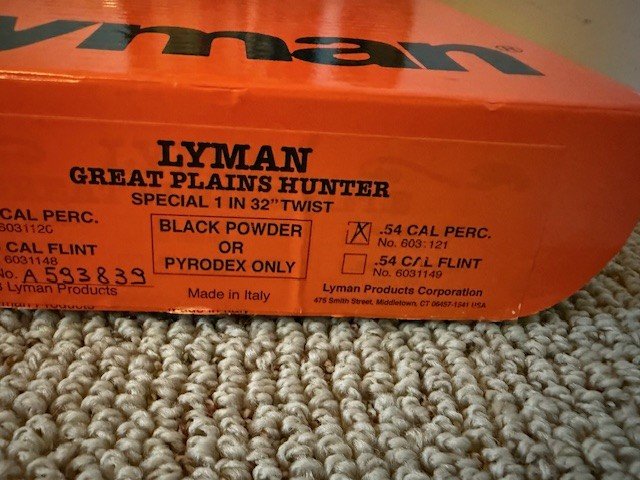 yman®
LYMAN
GREAT PLAINS HUNTER
SPECIAL 1 IN 32" TWIST
CAL PERC.
6031120
CAL FLINT
6031148
No. A593839
Lyman Products
BLACK POWDER
OR
PYRODEX ONLY
Made in Italy
X .54 CAL PERC.
No. 6031121
.54 CAL FLINT
No. 6031149
Lyman Products Corporation
475 Smith Street, Middletown, CT 06457-1541 USA